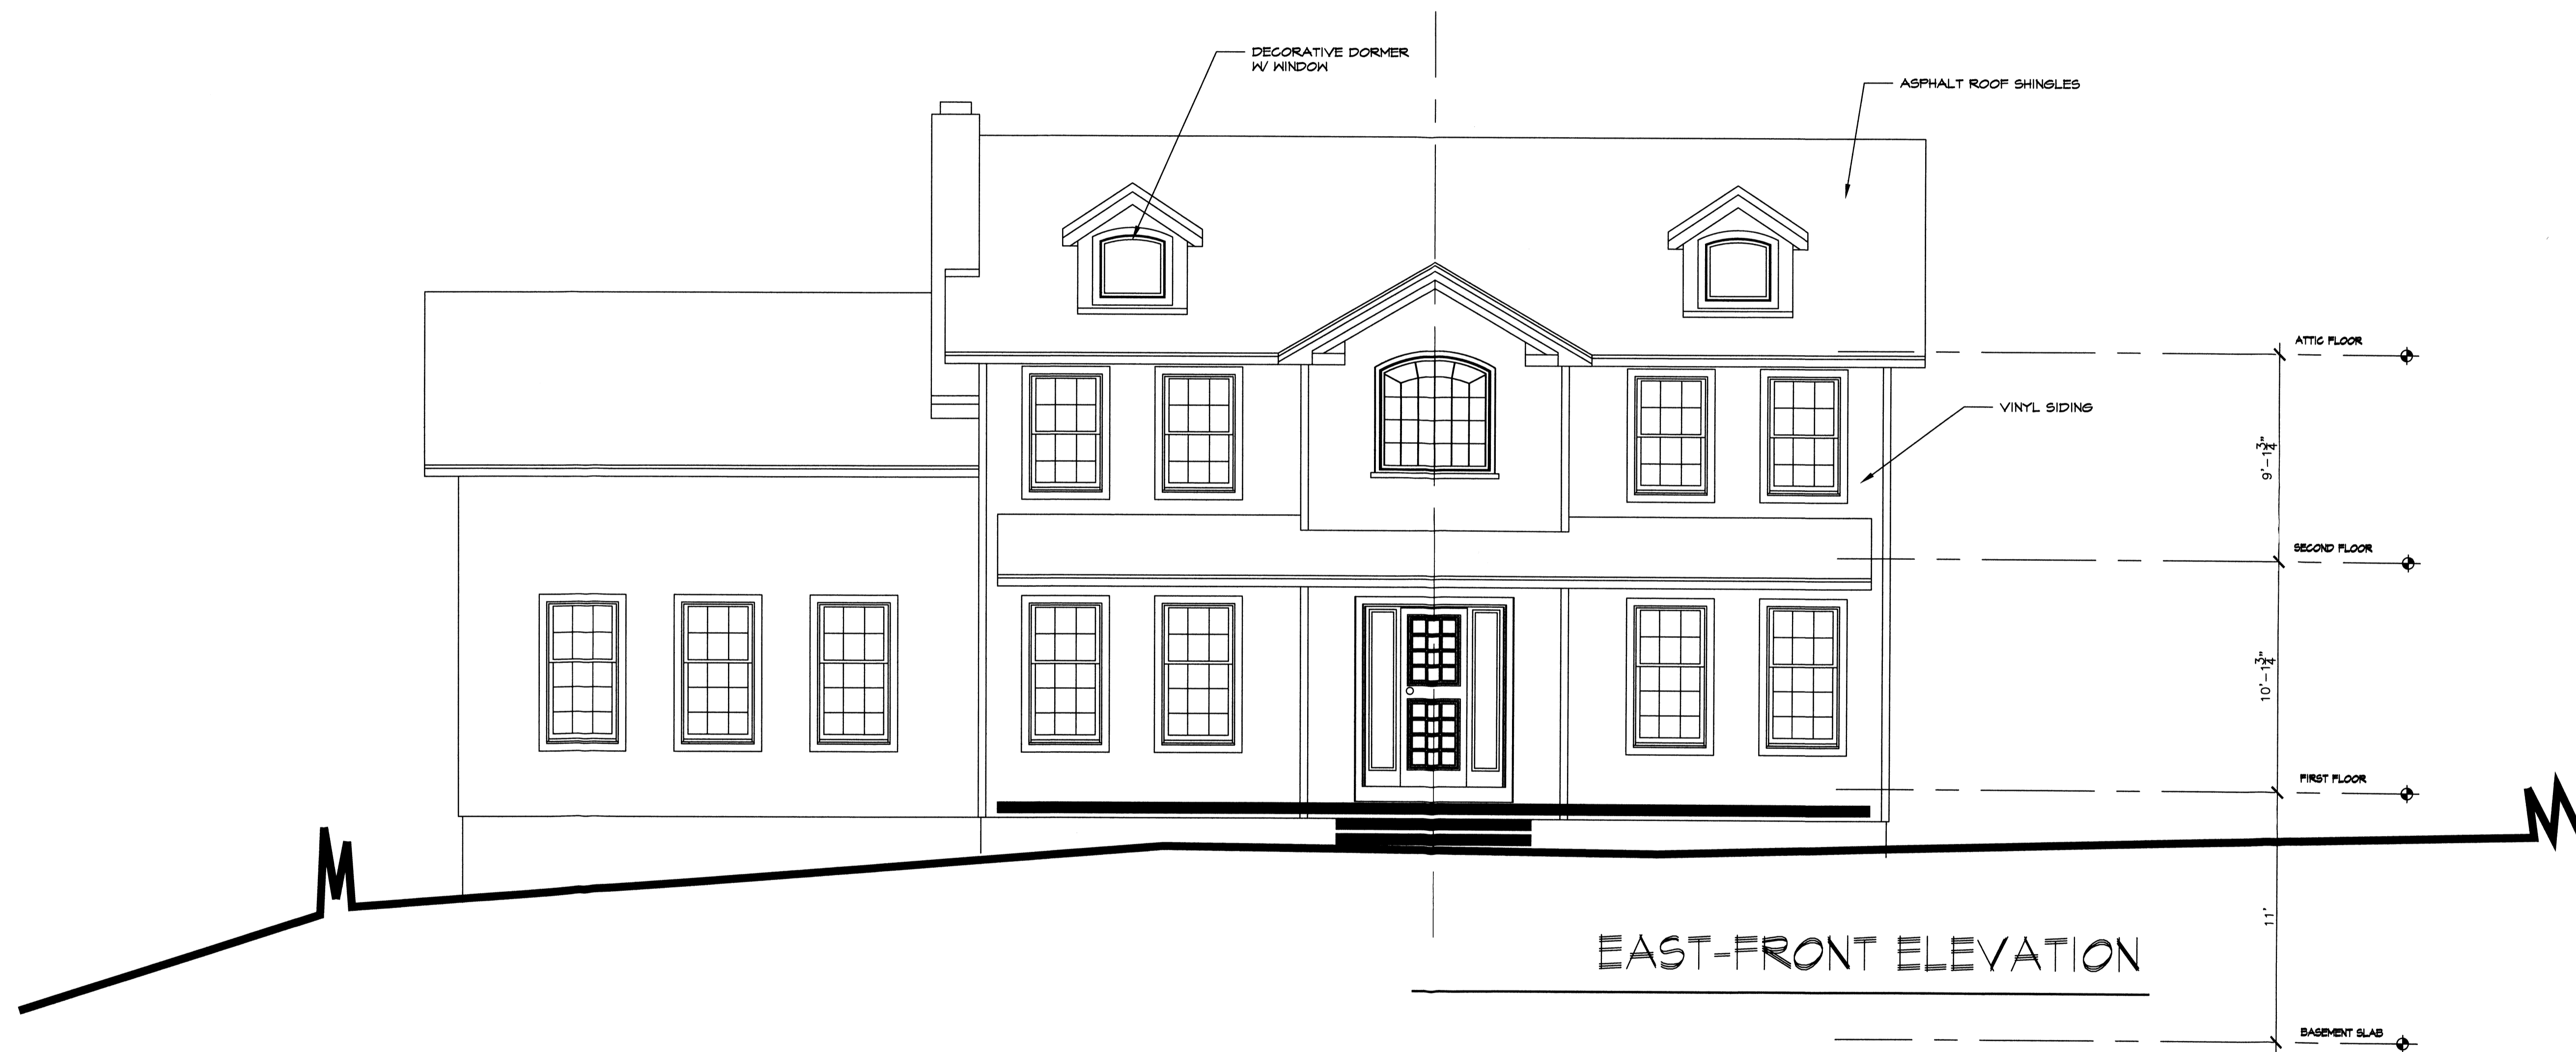 DECORATIVE DORMER
W/ WINDOW
ASPHALT ROOF SHINGLES
ATTIC FLOOR
VINYL SIDING
9'-1¾"
SECOND FLOOR
10'-1¾"
FIRST FLOOR
11'
EAST-FRONT ELEVATION
BASEMENT SLAB